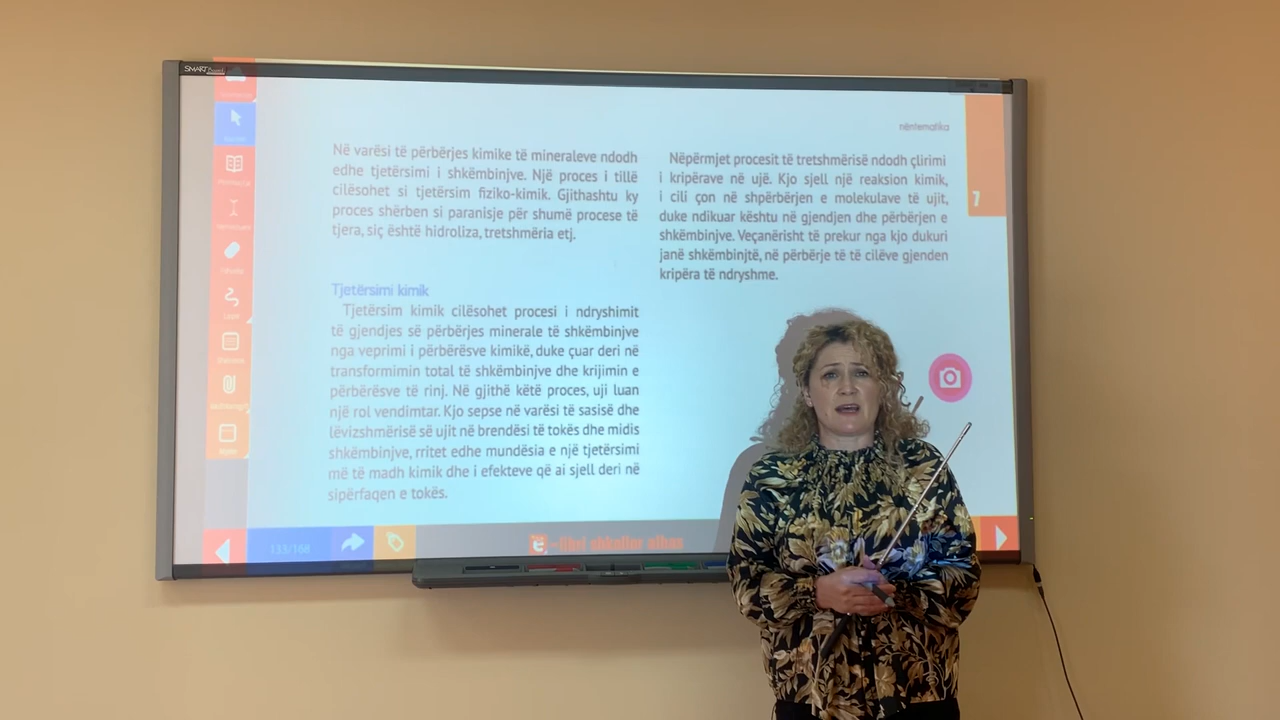 SMART
nëntematika
Në varësi të përbërjes kimike të mineraleve ndodh
edhe tjetërsimi i shkëmbinjve. Një proces i tillë
cilësohet si tjetërsim fiziko-kimik. Gjithashtu ky
proces shërben si paranisje për shumë procese të
tjera, siç është hidroliza, tretshmëria etj.
Tjetërsimi kimik
Tjetërsim kimik cilësohet procesi i ndryshimit
të gjendjes së përbërjes minerale të shkëmbinjve
nga veprimi i përbërësve kimikë, duke çuar deri në
transformimin total të shkëmbinjve dhe krijimin e
përbërësve të rinj. Në gjithë këtë proces, uji luan
një rol vendimtar. Kjo sepse në varësi të sasisë dhe
lëvizshmërisë së ujit në brendësi të tokës dhe midis
shkëmbinjve, rritet edhe mundësia e një tjetërsimi
më të madh kimik dhe i efekteve që ai sjell deri në
sipërfaqen e tokës.
Nëpërmjet procesit të tretshmërisë ndodh çlirimi
i kripërave në ujë. Kjo sjell një reaksion kimik,
i cili çon në shpërbërjen e molekulave të ujit,
duke ndikuar kështu në gjendjen dhe përbërjen e
shkëmbinjve. Veçanërisht të prekur nga kjo dukuri
janë shkëmbinjtë, në përbërje të të cilëve gjenden
kripëra të ndryshme.
7
133/168
e-libri shkollor albas